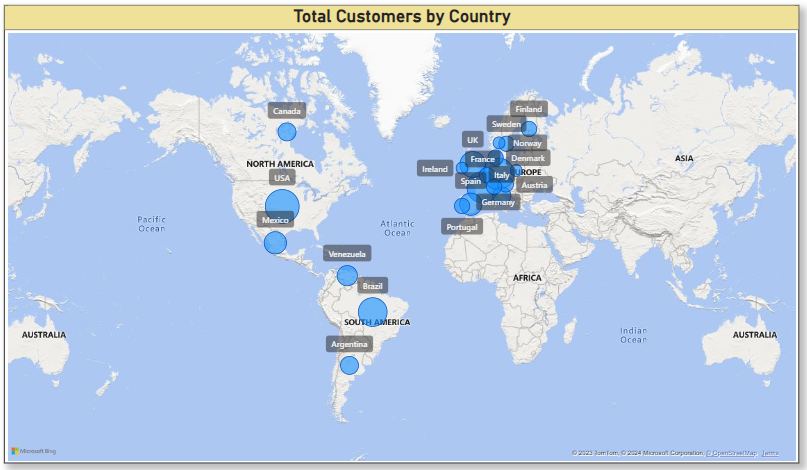 Total Customers by Country
Finland
Canada
Sweden
UK
Norway
NORTH AMERICA
France
Denmark
ASIA
Ireland
EUROPE
USA
Spain
Italy
Austria
Mexico
Germany
Pacific
Ocean
Atlantic
Ocean
Portugal
Venezuela
AFRICA
Brazil
SOUTH AMERICA
AUSTRALIA
Indian
Ocean
AUSTRALIA
Argentina
Microsoft Bing
© 2023 TomTom, © 2024 Microsoft Corporation, © OpenStreetMap Terms